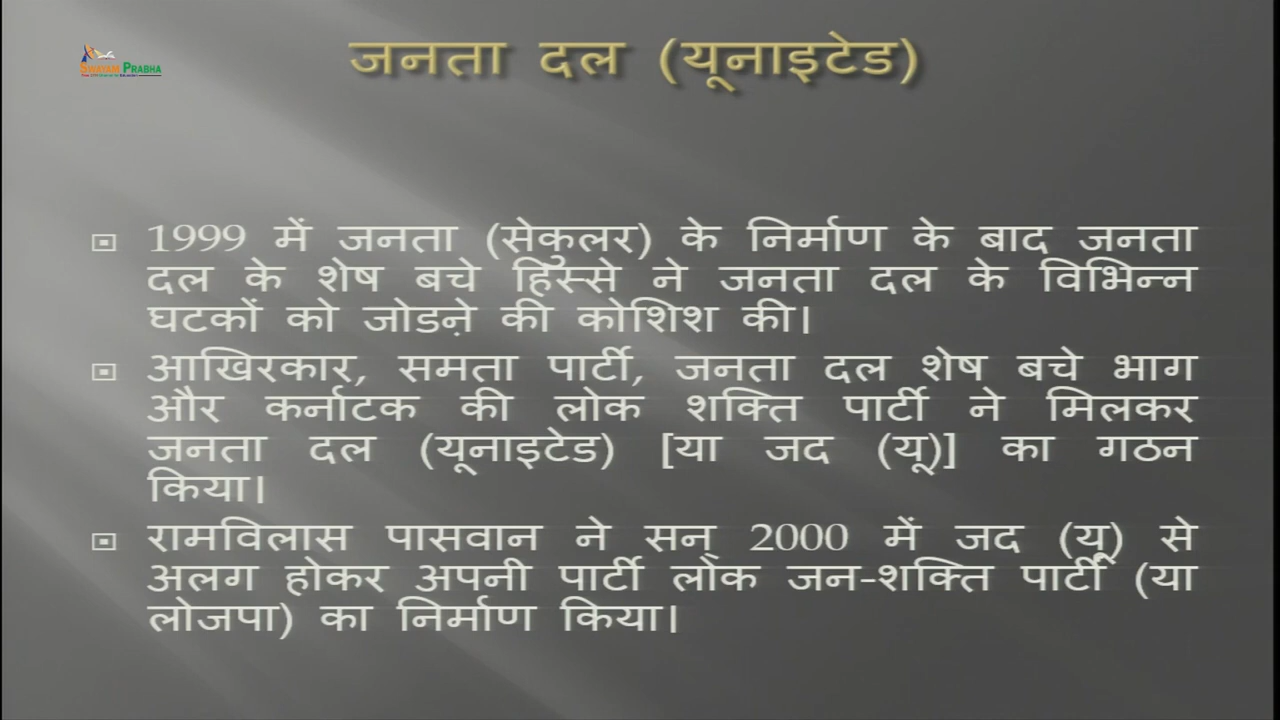 SWAYAM PRABHA
जनता दल (यूनाइटेड)
1999 में जनता (सेकुलर) के निर्माण के बाद जनता
दल के शेष बचे हिस्से ने जनता दल के विभिन्न
घटकों को जोडऩे की कोशिश की।
आखिरकार, समता पार्टी, जनता दल शेष बचे भाग
और कर्नाटक की लोक शक्ति पार्टी ने मिलकर
जनता दल (यूनाइटेड) [या जद (यू)] का गठन
किया।
रामविलास पासवान ने सन् 2000 में जद (यू) से
अलग होकर अपनी पार्टी लोक जन-शक्ति पार्टी (या
लोजपा) का निर्माण किया।